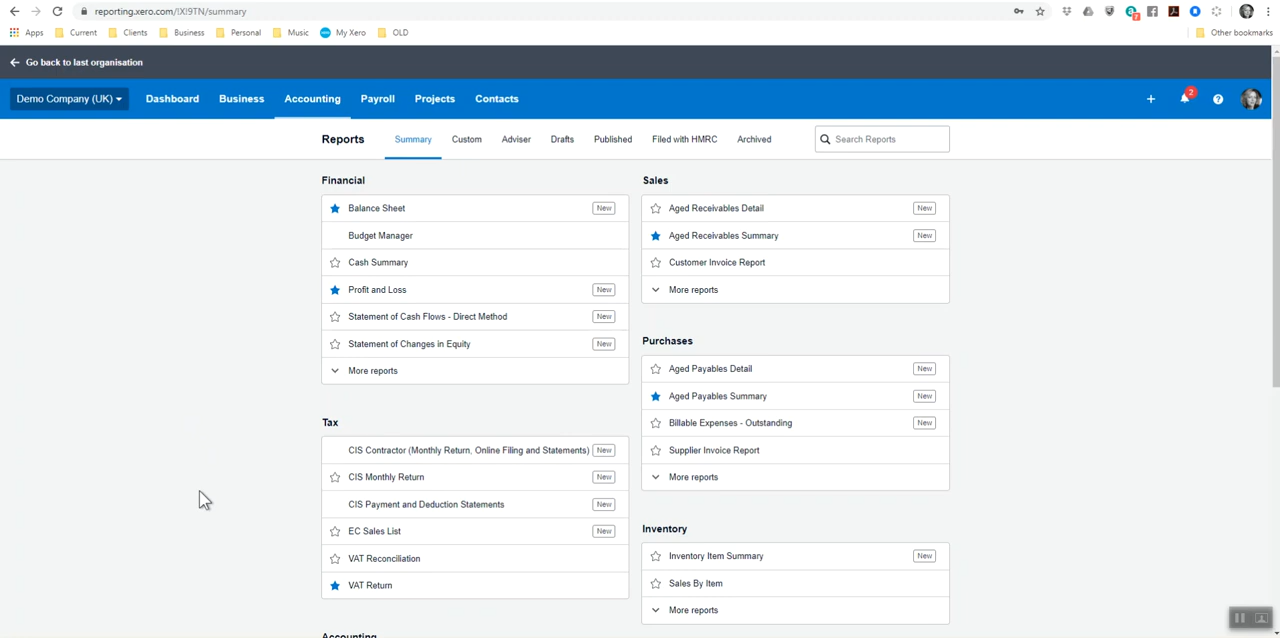 reporting.xero.com/!X!9TN/summary
Apps Current Clients Business Personal Music My Xero OLD Other bookmarks
Go back to last organisation
Demo Company (UK) Dashboard Business Accounting Payroll Projects Contacts 2
Reports Summary Custom Adviser Drafts Published Filed with HMRC Archived Search Reports
Financial
Balance Sheet New
Budget Manager
Cash Summary
Profit and Loss New
Statement of Cash Flows - Direct Method New
Statement of Changes in Equity New
More reports
Tax
CIS Contractor (Monthly Return, Online Filing and Statements) New
CIS Monthly Return New
CIS Payment and Deduction Statements New
EC Sales List New
VAT Reconciliation
VAT Return
Accounting
Sales
Aged Receivables Detail New
Aged Receivables Summary New
Customer Invoice Report
More reports
Purchases
Aged Payables Detail New
Aged Payables Summary New
Billable Expenses - Outstanding New
Supplier Invoice Report
More reports
Inventory
Inventory Item Summary New
Sales By Item
More reports